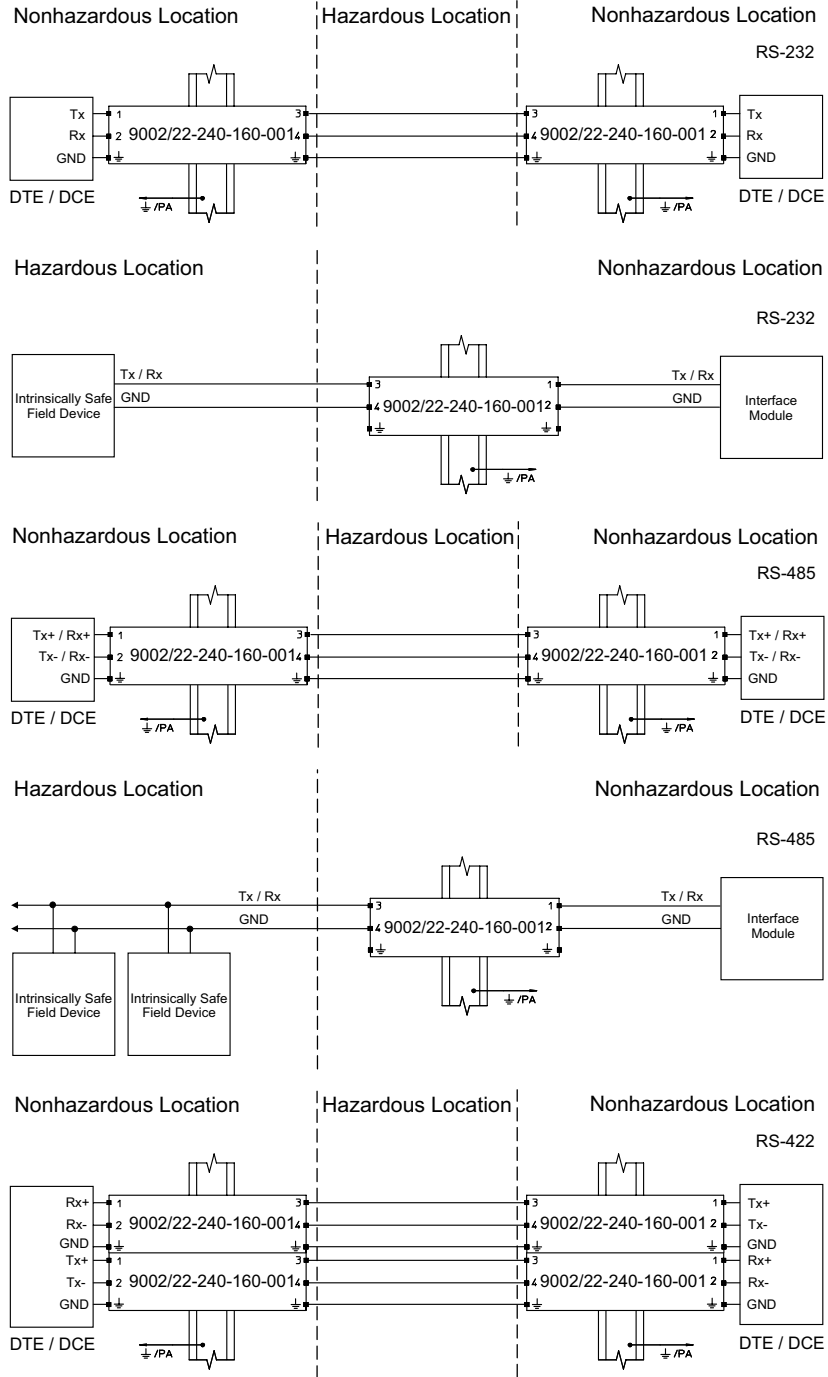 Nonhazardous Location Hazardous Location Nonhazardous Location
RS-232
Tx 1 3 3 1 Tx
Rx 2 9002/22-240-160-001 4 4 9002/22-240-160-001 2 Rx
GND GND
DTE / DCE /PA /PA DTE / DCE
Hazardous Location Nonhazardous Location
RS-232
Tx / Rx 3 1 Tx / Rx
Intrinsically Safe Field Device GND 4 9002/22-240-160-001 2 GND Interface Module
/PA
Nonhazardous Location Hazardous Location Nonhazardous Location
RS-485
Tx+ / Rx+ 1 3 3 1 Tx+ / Rx+
Tx- / Rx- 2 9002/22-240-160-001 4 4 9002/22-240-160-001 2 Tx- / Rx-
GND GND
DTE / DCE /PA /PA DTE / DCE
Hazardous Location Nonhazardous Location
RS-485
Tx / Rx 3 1 Tx / Rx
GND 4 9002/22-240-160-001 2 GND Interface Module
Intrinsically Safe Field Device Intrinsically Safe Field Device
/PA
Nonhazardous Location Hazardous Location Nonhazardous Location
RS-422
Rx+ 1 3 3 1 Tx+
Rx- 2 9002/22-240-160-001 4 4 9002/22-240-160-001 2 Tx-
GND GND
Tx+ 1 3 3 1 Rx+
Tx- 2 9002/22-240-160-001 4 4 9002/22-240-160-001 2 Rx-
GND GND
DTE / DCE /PA /PA DTE / DCE